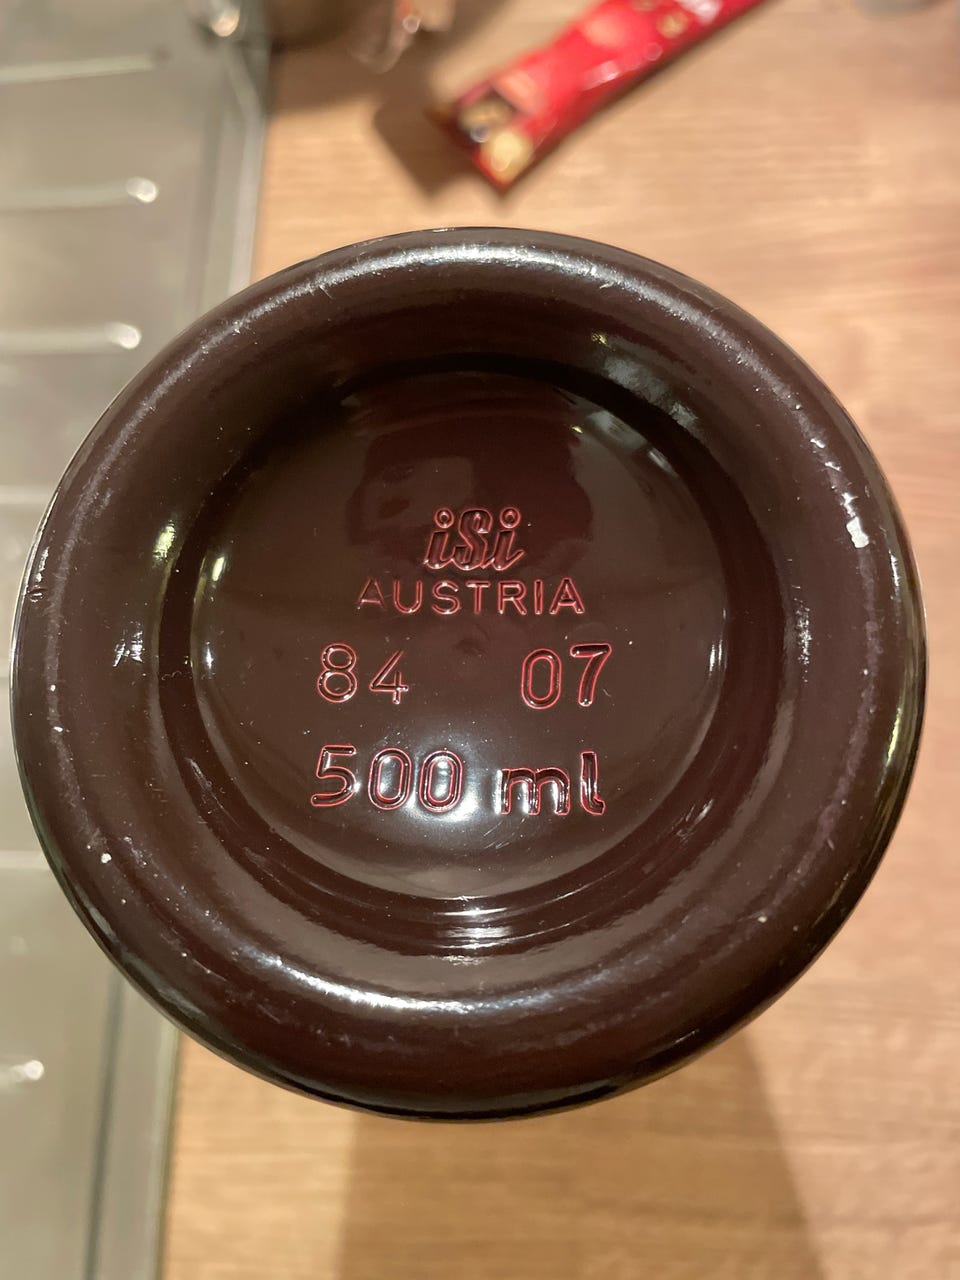 iSi
AUSTRIA
84 07
500 ml